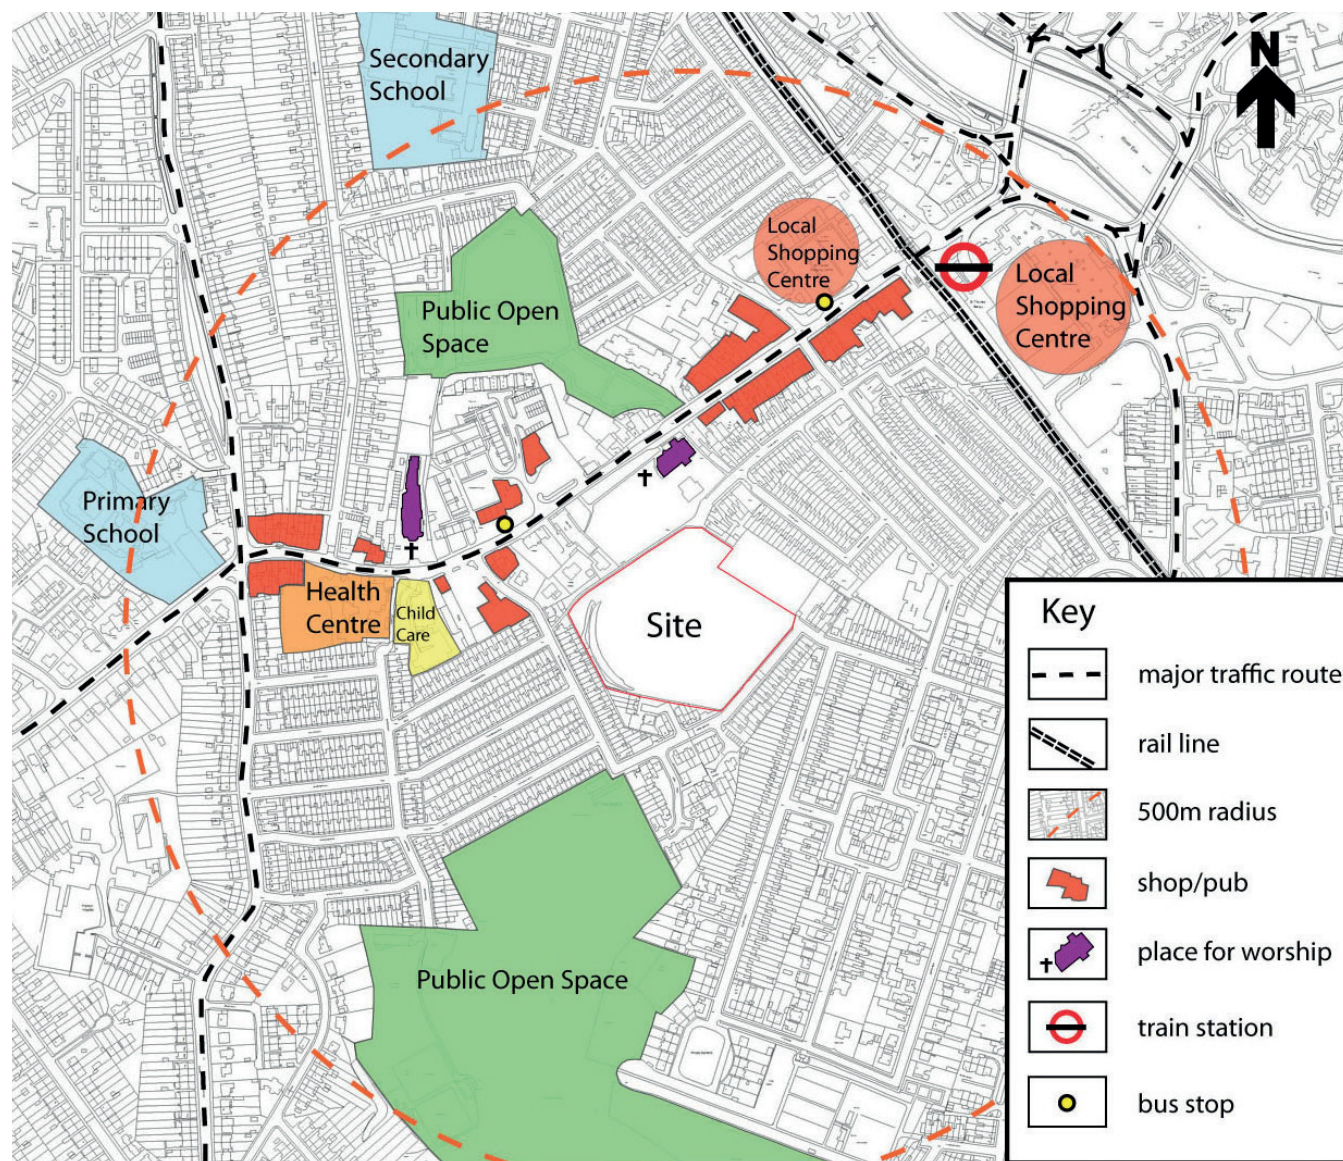 Secondary
School
N
Local
Shopping
Centre
Local
Shopping
Centre
Public Open
Space
Primary
School
Health
Centre
Child
Care
Site
Public Open Space
Key
major traffic route
rail line
500m radius
shop/pub
place for worship
train station
bus stop